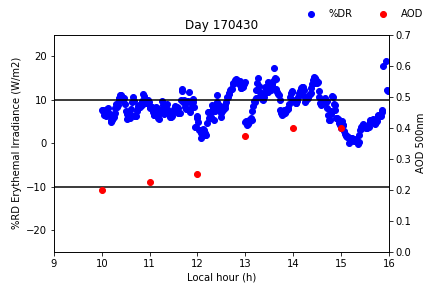 %DR AOD
Day 170430
%RD Erythemal Irradiance (W/m2)
20
10
0
−10
−20
0.7
0.6
0.5
0.4
0.3
0.2
0.1
0.0
AOD 500nm
9 10 11 12 13 14 15 16
Local hour (h)